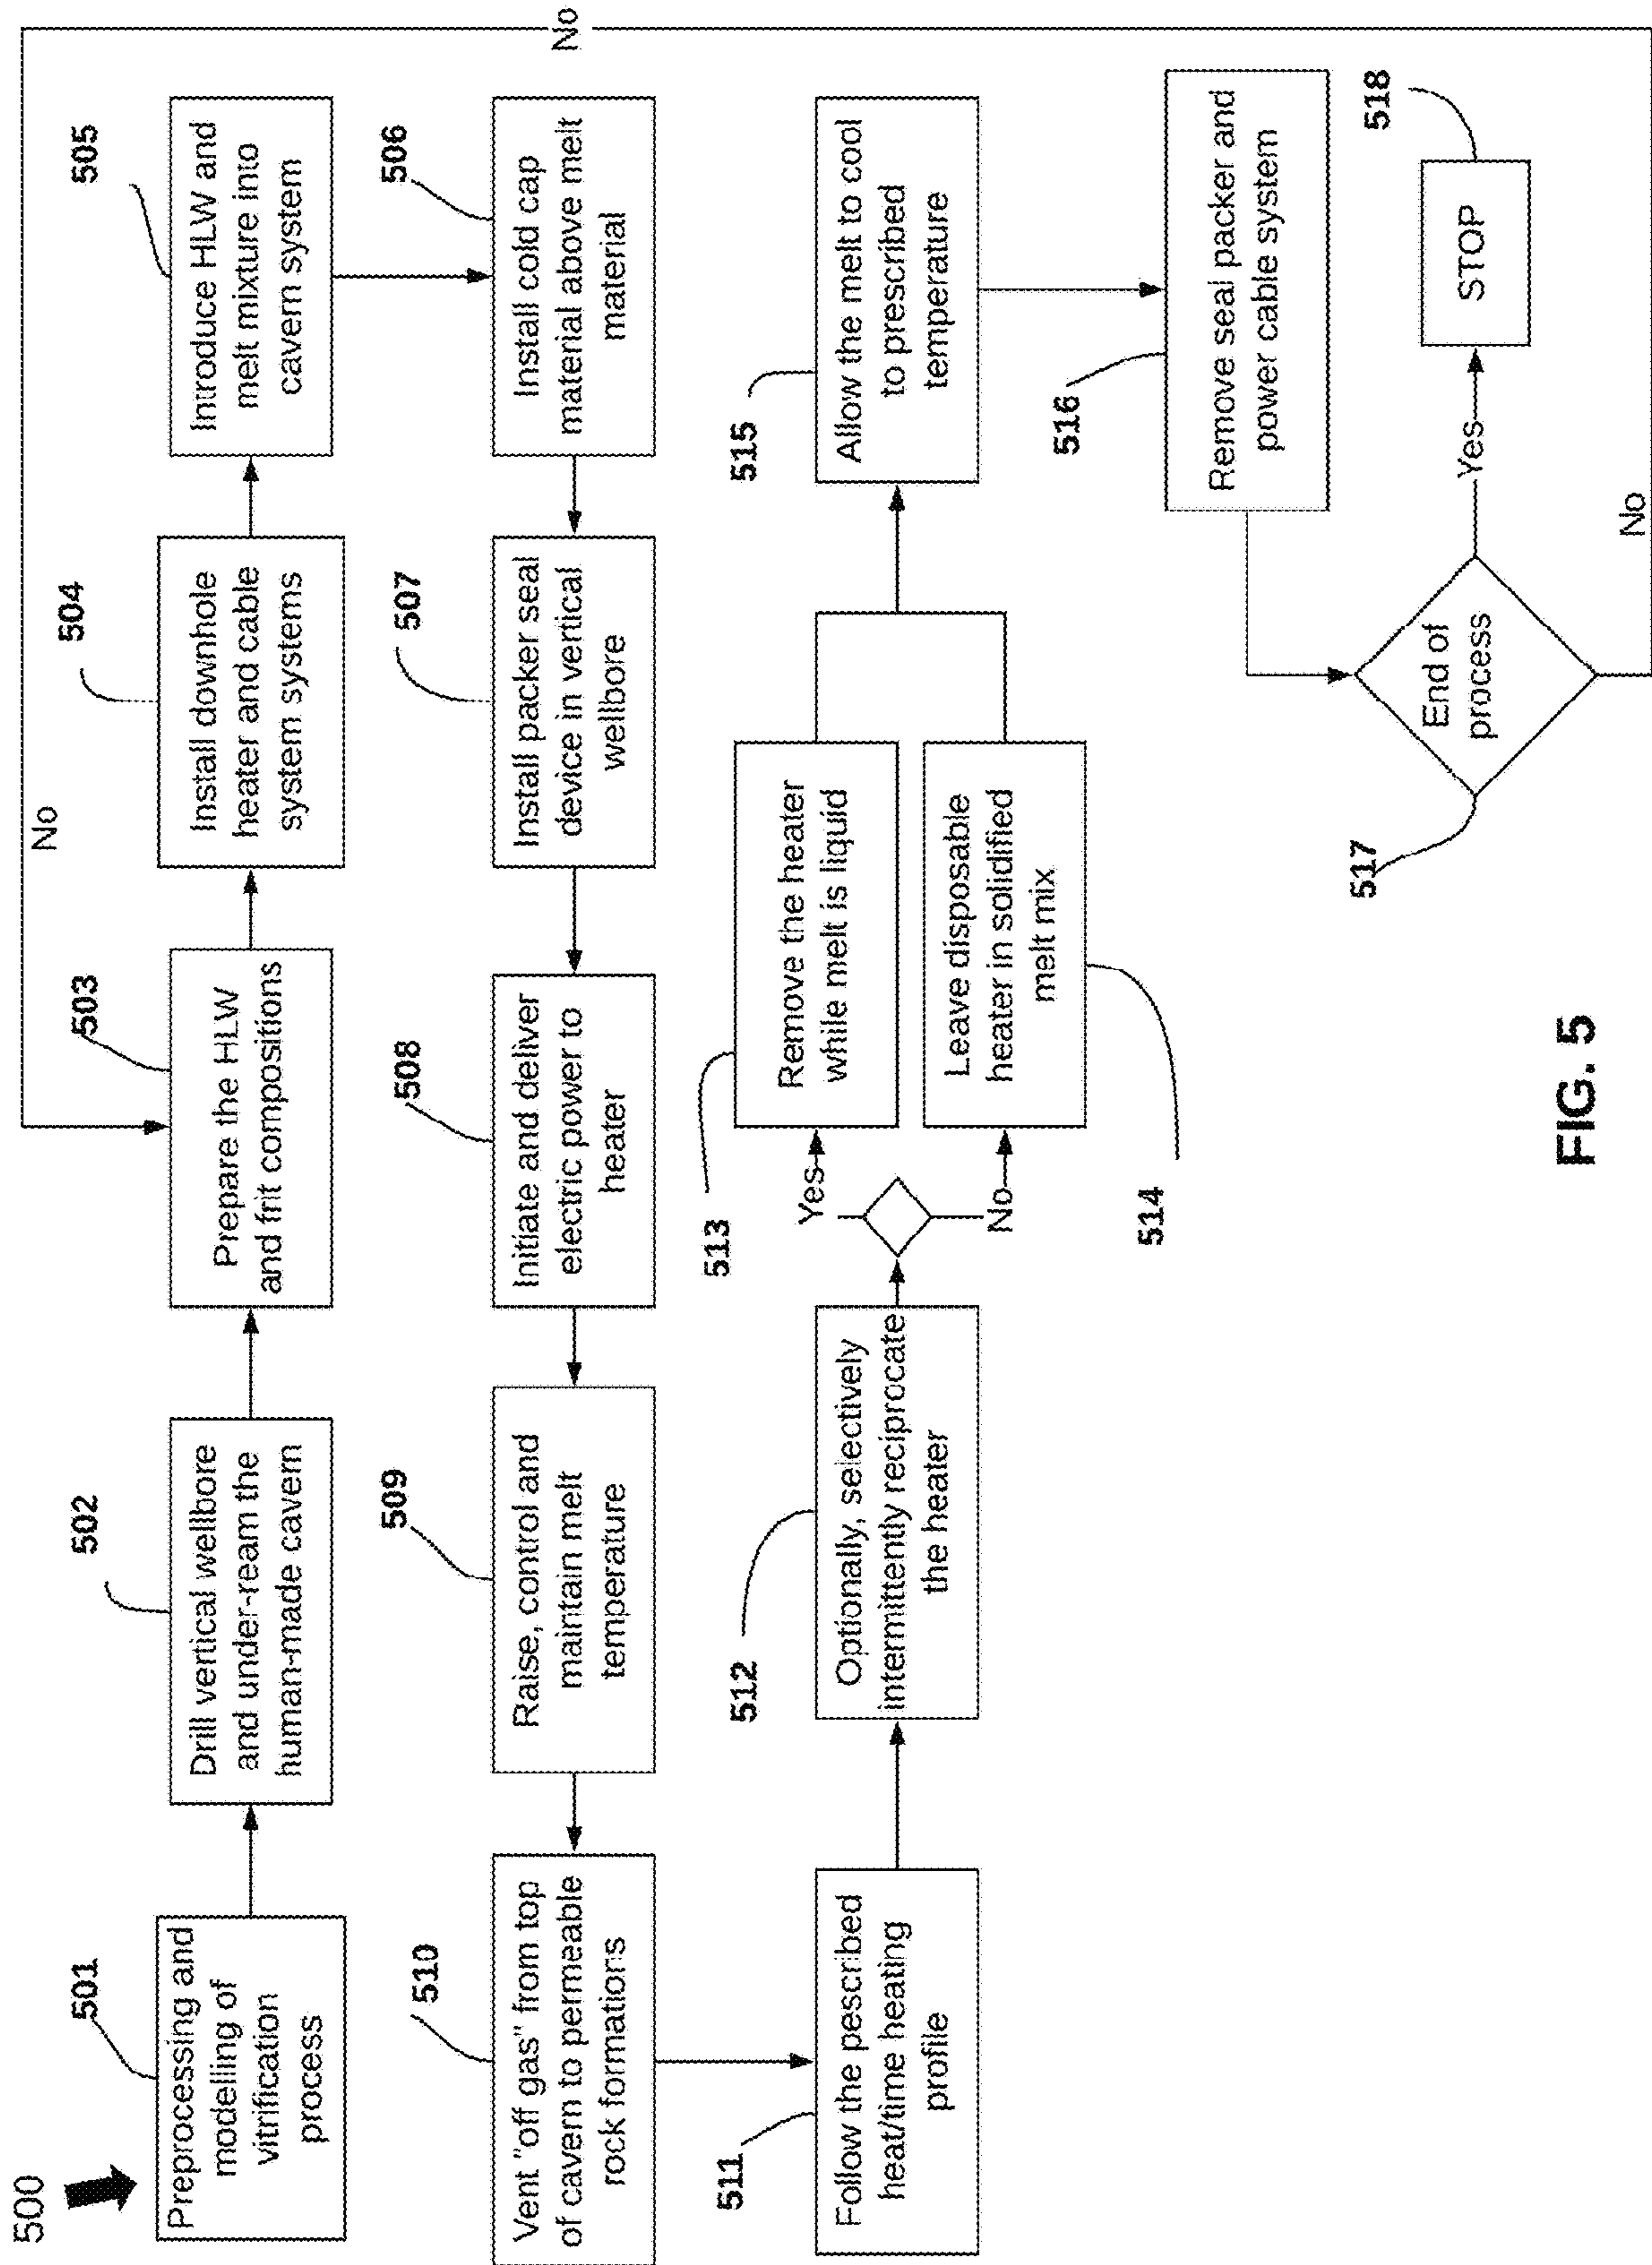 500
501
Preprocessing and
modelling of
vitrification
process
502
Drill vertical wellbore
and under-ream the
human-made cavern
503
Prepare the HLW
and frit compositions
No
504
Install downhole
heater and cable
system systems
505
Introduce HLW and
melt mixture into
cavern system
No
506
Install cold cap
material above melt
material
507
Install packer seal
device in vertical
wellbore
508
Initiate and deliver
electric power to
heater
509
Raise, control and
maintain melt
temperature
510
Vent "off gas" from top
of cavern to permeable
rock formations
511
Follow the pescribed
heat/time heating
profile
512
Optionally, selectively
intermittently reciprocate
the heater
Yes
No
513
Remove the heater
while melt is liquid
514
Leave disposable
heater in solidified
melt mix
515
Allow the melt to cool
to prescribed
temperature
516
Remove seal packer and
power cable system
517
End of
process
Yes
No
518
STOP
FIG. 5